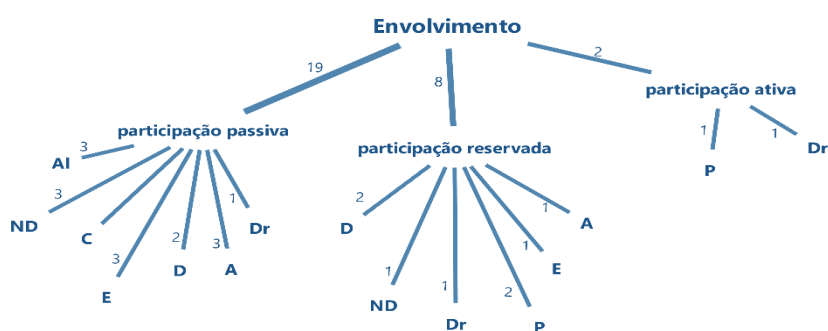 Envolvimento
19
8
2
participação passiva
participação reservada
participação ativa
3
AI
3
ND
C
3
E
2
D
3
A
1
Dr
2
D
1
ND
1
Dr
2
P
1
E
1
A
1
P
1
Dr